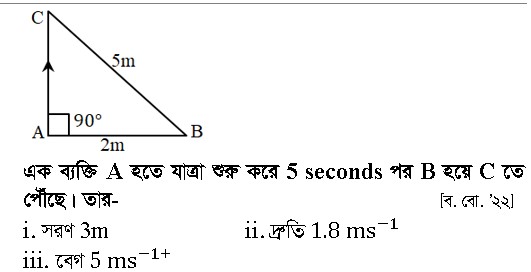 C
5m
90°
A
B
2m
এক ব্যক্তি A হতে যাত্রা শুরু করে 5 seconds পর B হয়ে C তে
পৌঁছে। তার-
[ব. বো. '২২]
i. সরণ 3m
ii. দ্রুতি 1.8 ms⁻¹
iii. বেগ 5 ms⁻¹⁺